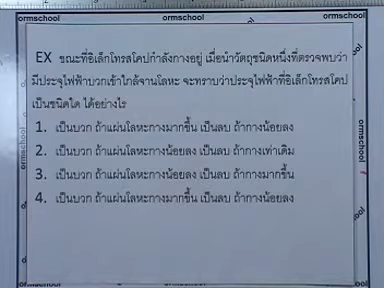 ormschool ormschool ormschool
EX ขณะที่อิเล็กโทรสโคปกำลังกางอยู่ เมื่อนำวัตถุชนิดหนึ่งที่ตรวจพบว่า
มีประจุไฟฟ้าบวกเข้าใกล้จานโลหะ จะทราบว่าประจุไฟฟ้าที่อิเล็กโทรสโคป
เป็นชนิดใด ได้อย่างไร
1. เป็นบวก ถ้าแผ่นโลหะกางมากขึ้น เป็นลบ ถ้ากางน้อยลง
2. เป็นบวก ถ้าแผ่นโลหะกางน้อยลง เป็นลบ ถ้ากางเท่าเดิม
3. เป็นบวก ถ้าแผ่นโลหะกางน้อยลง เป็นลบ ถ้ากางมากขึ้น
4. เป็นบวก ถ้าแผ่นโลหะกางมากขึ้น เป็นลบ ถ้ากางน้อยลง
ormschool